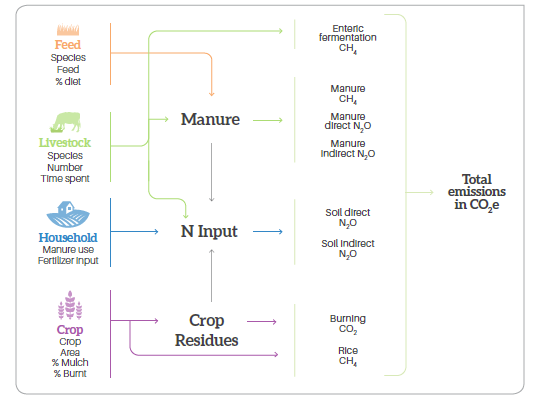 Feed
Species
Feed
% diet
Livestock
Species
Number
Time spent
Household
Manure use
Fertilizer input
Crop
Crop
Area
% Mulch
% Burnt
Manure
N Input
Crop
Residues
Enteric
fermentation
CH₄
Manure
CH₄
Manure
direct N₂O
Manure
indirect N₂O
Soil direct
N₂O
Soil indirect
N₂O
Burning
CO₂
Rice
CH₄
Total
emissions
in CO₂e